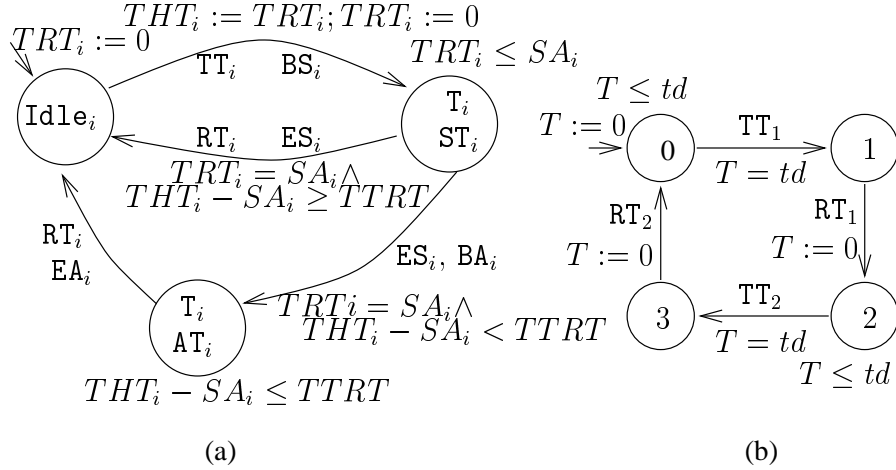 THT_i := TRT_i; TRT_i := 0
TRT_i := 0
TT_i BS_i
TRT_i ≤ SA_i
Idle_i
T_i
ST_i
RT_i ES_i
TRT_i = SA_i ∧
THT_i − SA_i ≥ TTRT
RT_i
EA_i
ES_i, BA_i
T_i
AT_i
TRTi = SA_i ∧
THT_i − SA_i < TTRT
THT_i − SA_i ≤ TTRT
(a)
T ≤ td
T := 0
0
TT_1
T = td
1
RT_2
T := 0
RT_1
T := 0
3
TT_2
T = td
2
T ≤ td
(b)